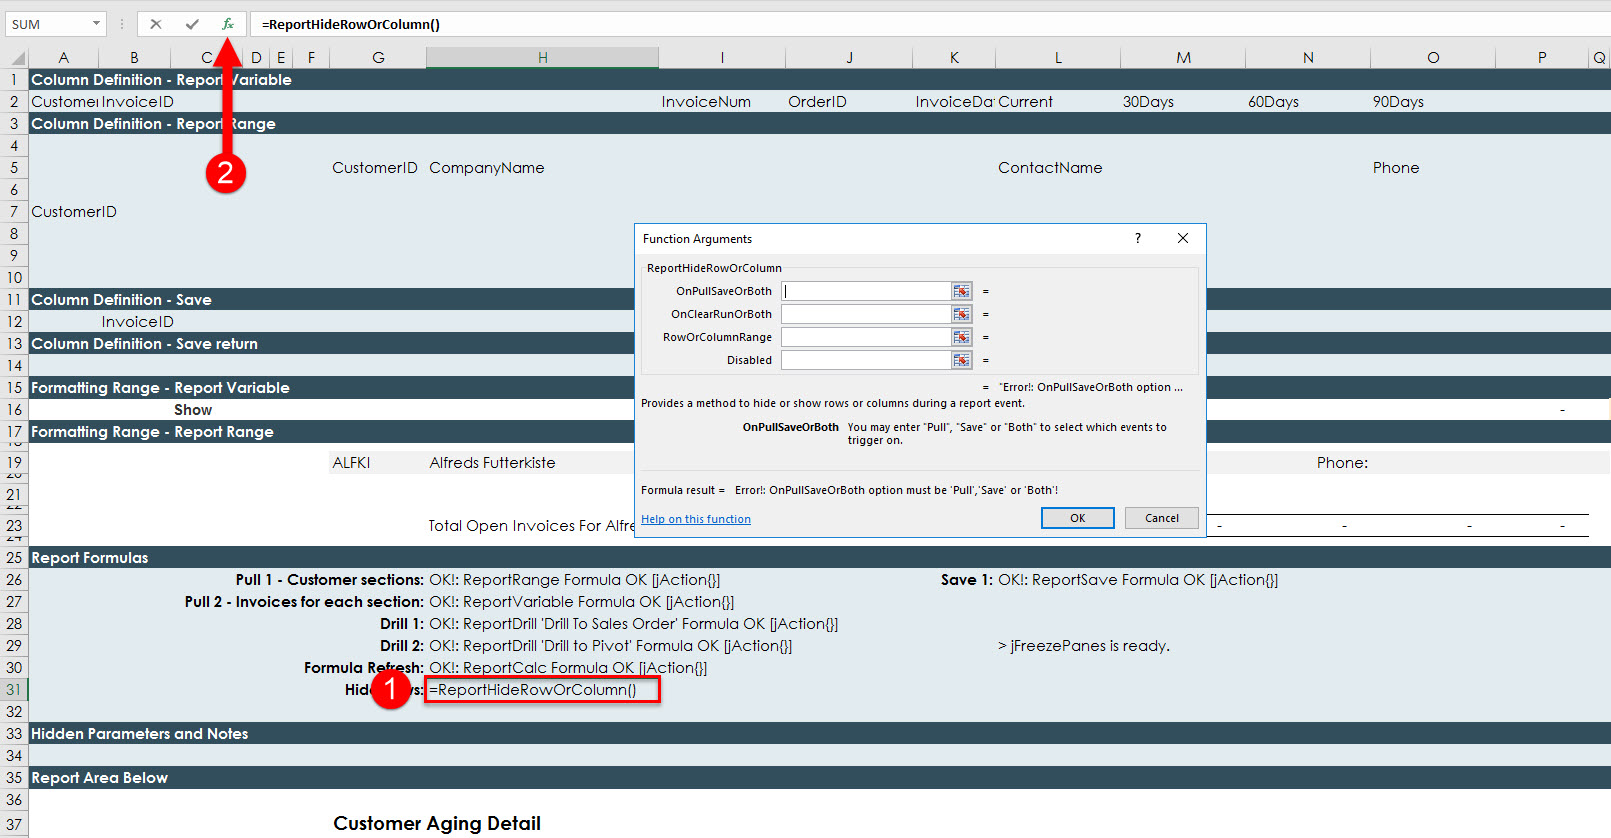 SUM =ReportHideRowOrColumn()
A B C D E F G H I J K L M N O P Q
1 Column Definition - Report Variable
2 Customer InvoiceID InvoiceNum OrderID InvoiceDa Current 30Days 60Days 90Days
3 Column Definition - Report Range
4
5 CustomerID CompanyName ContactName Phone
2
6
7 CustomerID
8
9
10
11 Column Definition - Save
12 InvoiceID
13 Column Definition - Save return
14
15 Formatting Range - Report Variable
16 Show -
17 Formatting Range - Report Range
19 ALFKI Alfreds Futterkiste Phone:
21
23 Total Open Invoices For Alfre - - - -
25 Report Formulas
26 Pull 1 - Customer sections: OK!: ReportRange Formula OK [jAction{}] Save 1: OK!: ReportSave Formula OK [jAction{}]
27 Pull 2 - Invoices for each section: OK!: ReportVariable Formula OK [jAction{}]
28 Drill 1: OK!: ReportDrill 'Drill To Sales Order' Formula OK [jAction{}]
29 Drill 2: OK!: ReportDrill 'Drill to Pivot' Formula OK [jAction{}] > jFreezePanes is ready.
30 Formula Refresh: OK!: ReportCalc Formula OK [jAction{}]
31 1 =ReportHideRowOrColumn()
32
33 Hidden Parameters and Notes
34
35 Report Area Below
36
37 Customer Aging Detail
Function Arguments ?
ReportHideRowOrColumn
OnPullSaveOrBoth =
OnClearRunOrBoth =
RowOrColumnRange =
Disabled =
= "Error!: OnPullSaveOrBoth option ...
Provides a method to hide or show rows or columns during a report event.
OnPullSaveOrBoth You may enter "Pull", "Save" or "Both" to select which events to
trigger on.
Formula result = Error!: OnPullSaveOrBoth option must be 'Pull','Save' or 'Both'!
Help on this function OK Cancel